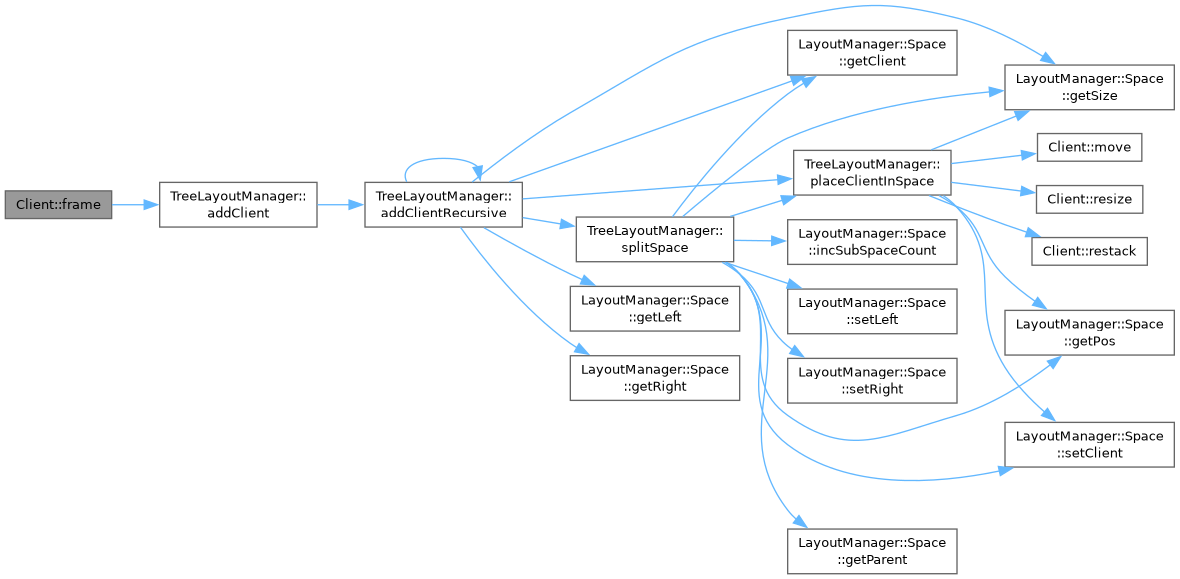 Client::frame
TreeLayoutManager::
addClient
TreeLayoutManager::
addClientRecursive
TreeLayoutManager::
splitSpace
LayoutManager::Space
::getLeft
LayoutManager::Space
::getRight
LayoutManager::Space
::getClient
TreeLayoutManager::
placeClientInSpace
LayoutManager::Space
::incSubSpaceCount
LayoutManager::Space
::setLeft
LayoutManager::Space
::setRight
LayoutManager::Space
::getParent
LayoutManager::Space
::getSize
Client::move
Client::resize
Client::restack
LayoutManager::Space
::getPos
LayoutManager::Space
::setClient